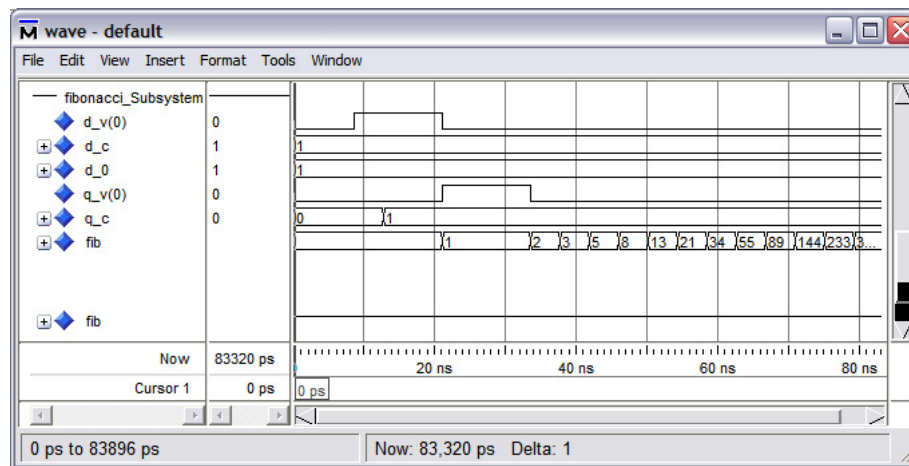 M wave - default
File Edit View Insert Format Tools Window
fibonacci_Subsystem
d_v(0) 0
d_c 1 1
d_0 1 1
q_v(0) 0
q_c 0 0 1
fib 1 2 3 5 8 13 21 34 55 89 144 233 3...
fib
Now 83320 ps 20 ns 40 ns 60 ns 80 ns
Cursor 1 0 ps 0 ps
0 ps to 83896 ps Now: 83,320 ps Delta: 1